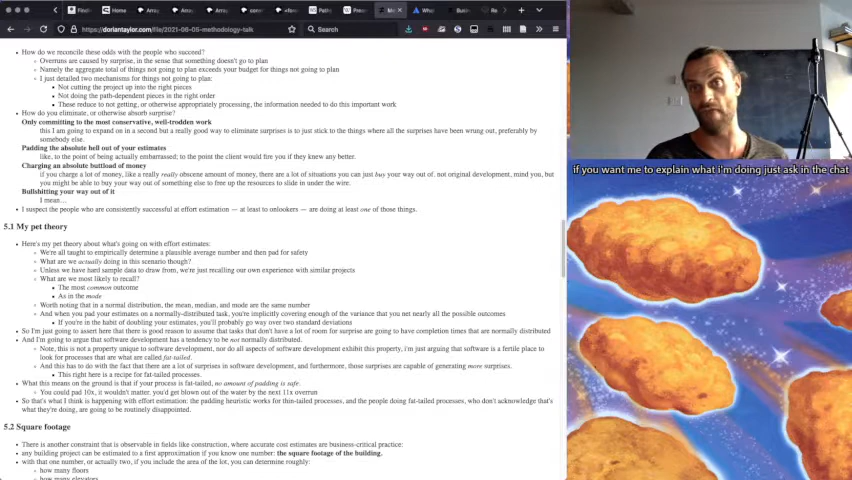 Find
Home
Array
Array
Array
conv
Path
Prese
Me
What
Busin
Re
https://doriantaylor.com/file/2021-06-05-methodology-talk
Search
• How do we reconcile these odds with the people who succeed?
◦ Overruns are caused by surprise, in the sense that something doesn't go to plan
◦ Namely the aggregate total of things not going to plan exceeds your budget for things not going to plan
◦ I just detailed two mechanisms for things not going to plan:
▪ Not cutting the project up into the right pieces
▪ Not doing the path-dependent pieces in the right order
▪ These reduce to not getting, or otherwise appropriately processing, the information needed to do this important work
• How do you eliminate, or otherwise absorb surprise?
Only committing to the most conservative, well-trodden work
this I am going to expand on in a second but a really good way to eliminate surprises is to just stick to the things where all the surprises have been wrung out, preferably by
somebody else.
Padding the absolute hell out of your estimates
like, to the point of being actually embarrassed; to the point the client would fire you if they knew any better.
Charging an absolute buttload of money
if you charge a lot of money, like a really really obscene amount of money, there are a lot of situations you can just buy your way out of. not original development, mind you, but
you might be able to buy your way out of something else to free up the resources to slide in under the wire.
Bullshitting your way out of it
I mean…
• I suspect the people who are consistently successful at effort estimation — at least to onlookers — are doing at least one of those things.
5.1 My pet theory
• Here's my pet theory about what's going on with effort estimates:
◦ We're all taught to empirically determine a plausible average number and then pad for safety
◦ What are we actually doing in this scenario though?
◦ Unless we have hard sample data to draw from, we're just recalling our own experience with similar projects
◦ What are we most likely to recall?
▪ The most common outcome
▪ As in the mode
◦ Worth noting that in a normal distribution, the mean, median, and mode are the same number
◦ And when you pad your estimates on a normally-distributed task, you're implicitly covering enough of the variance that you net nearly all the possible outcomes
▪ If you're in the habit of doubling your estimates, you'll probably go way over two standard deviations
• So I'm just going to assert here that there is good reason to assume that tasks that don't have a lot of room for surprise are going to have completion times that are normally distributed
• And I'm going to argue that software development has a tendency to be not normally distributed.
◦ Note, this is not a property unique to software development, nor do all aspects of software development exhibit this property, i'm just arguing that software is a fertile place to
look for processes that are what are called fat-tailed.
◦ And this has to do with the fact that there are a lot of surprises in software development, and furthermore, those surprises are capable of generating more surprises.
▪ This right here is a recipe for fat-tailed processes.
• What this means on the ground is that if your process is fat-tailed, no amount of padding is safe.
◦ You could pad 10x, it wouldn't matter, you'd get blown out of the water by the next 11x overrun
• So that's what I think is happening with effort estimation: the padding heuristic works for thin-tailed processes, and the people doing fat-tailed processes, who don't acknowledge that's
what they're doing, are going to be routinely disappointed.
5.2 Square footage
• There is another constraint that is observable in fields like construction, where accurate cost estimates are business-critical practice:
• any building project can be estimated to a first approximation if you know one number: the square footage of the building.
• with that one number, or actually two, if you include the area of the lot, you can determine roughly:
◦ how many floors
◦ how many elevators
if you want me to explain what i'm doing just ask in the chat